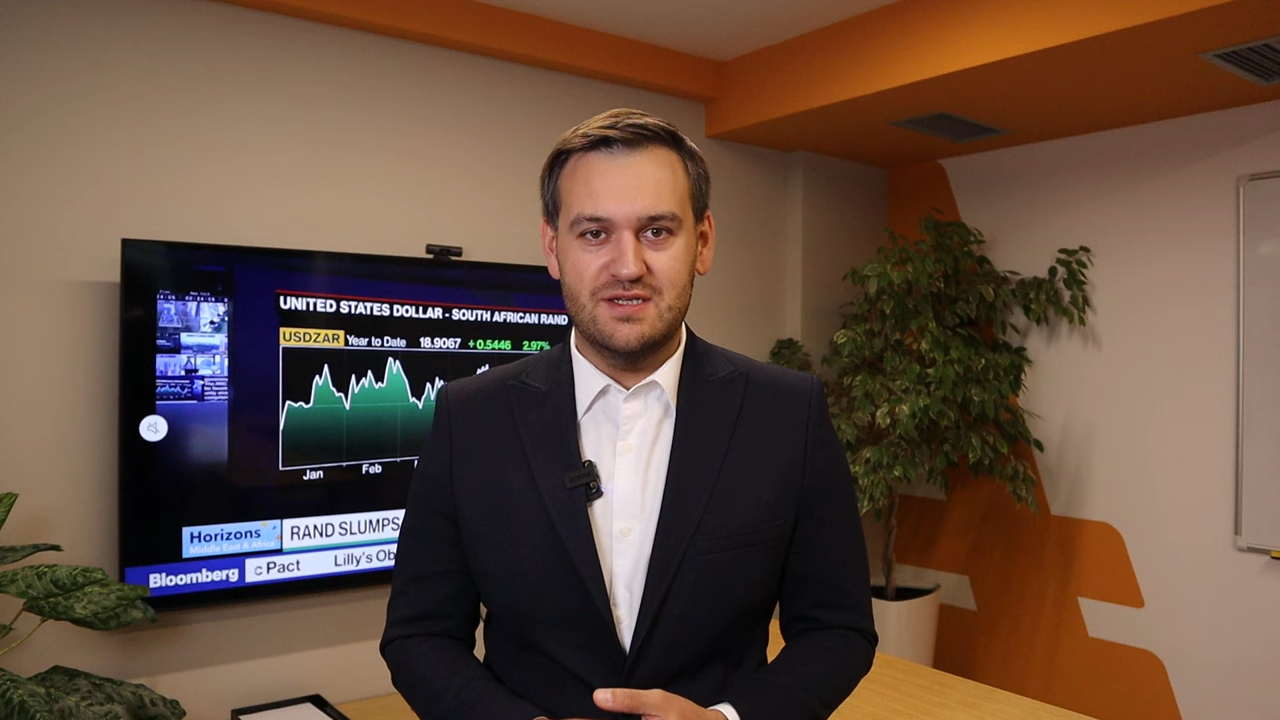 UNITED STATES DOLLAR - SOUTH AFRICAN RAND
USDZAR Year to Date 18.9067 +0.5446 2.97%
Jan Feb
Horizons
Middle East & Africa
RAND SLUMPS
Bloomberg cPact Lilly's Ob